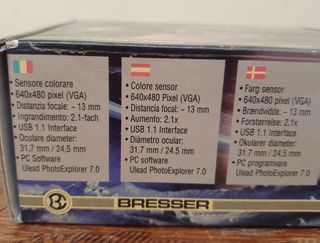 • Sensore colorare
• 640x480 pixel (VGA)
• Distanzia focale: ~ 13 mm
• Ingrandimento: 2,1-fach
• USB 1.1 Interface
• Oculare diameter:
31,7 mm / 24,5 mm
• PC Software
Ulead PhotoExplorer 7.0
• Colore sensor
• 640x480 Pixel (VGA)
• Distancia focal: ~ 13 mm
• Aumento: 2.1x
• USB 1.1 Interface
• Diámetro ocular:
31.7 mm / 24.5 mm
• PC software
Ulead PhotoExplorer 7.0
• Farg sensor
• 640x480 pixel (VGA)
• Brændvidde: ~ 13 mm
• Forstørrelse: 2.1x
• USB 1.1 Interface
• Okularer diameter:
31.7 mm / 24.5 mm
• PC programvare
Ulead PhotoExplorer 7.0
B
BRESSER